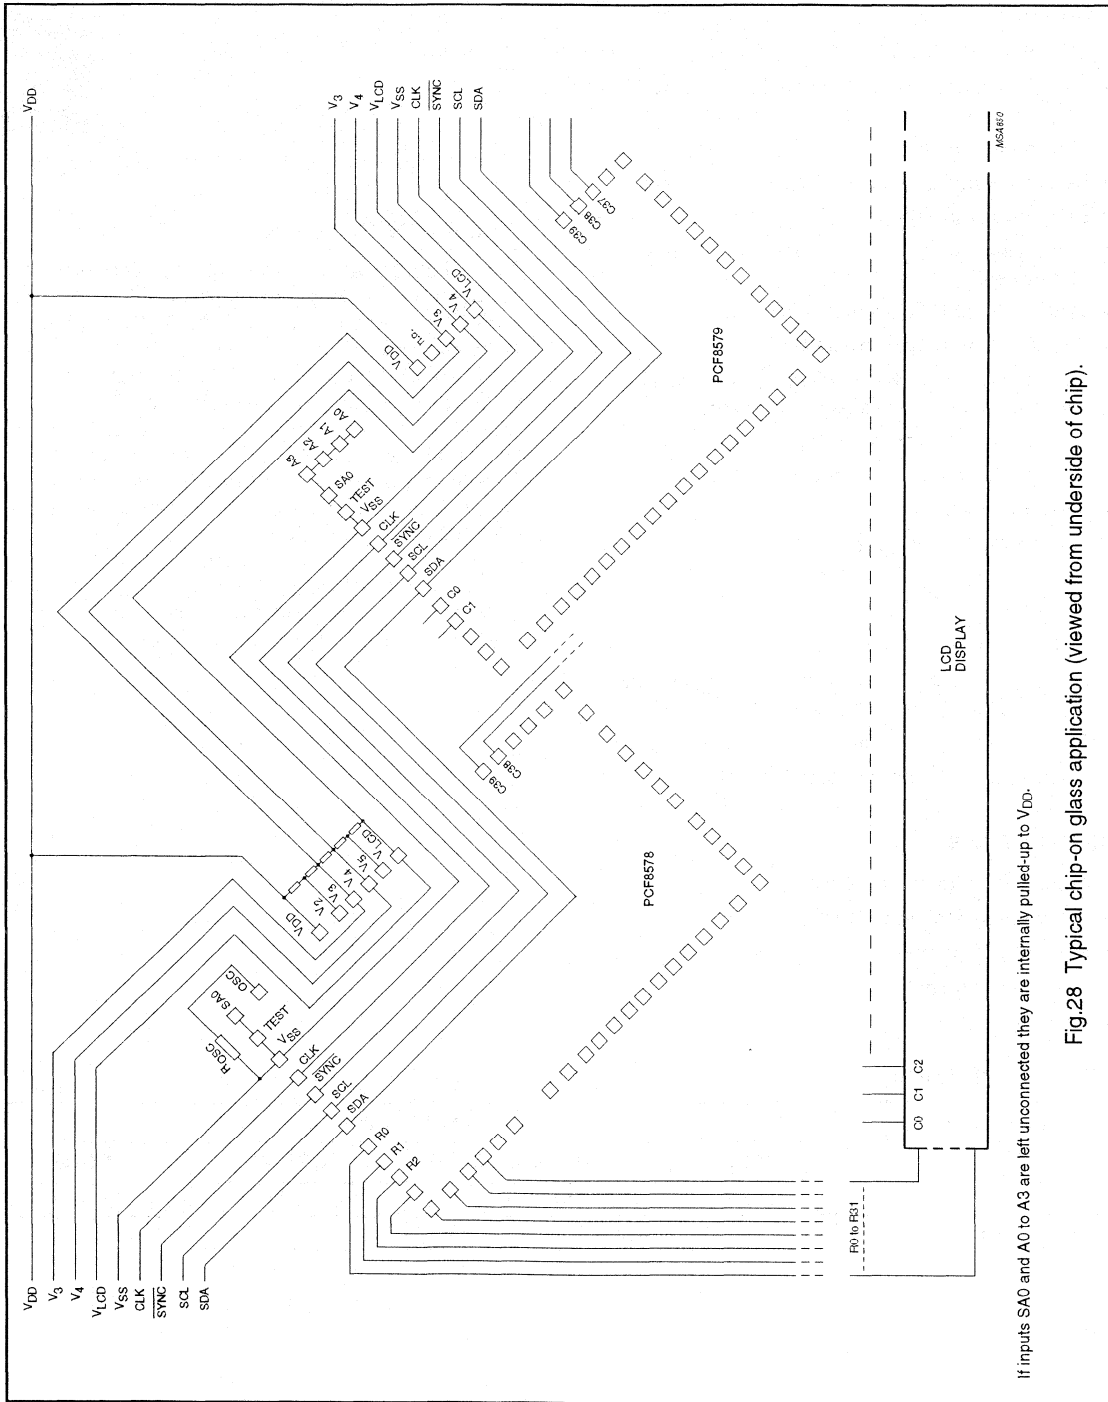 VDD
V3
V4
VLCD
VSS
CLK
SYNC
SCL
SDA
VDD
V3
V4
VLCD
VSS
CLK
SYNC
SCL
SDA
ROSC
SA0
OSC
TEST
VSS
CLK
SYNC
SCL
SDA
R0
R1
R2
VDD
V2
V3
V4
V5
VLCD
PCF8578
C39
C38
A3
A2
A1
A0
SA0
TEST
VSS
CLK
SYNC
SCL
SDA
C0
C1
VDD
n.c.
V3
V4
VLCD
PCF8579
C39
C38
C37
R0 to R31
C0
C1
C2
LCD
DISPLAY
MSA850
If inputs SA0 and A0 to A3 are left unconnected they are internally pulled-up to VDD.
Fig.28 Typical chip-on glass application (viewed from underside of chip).